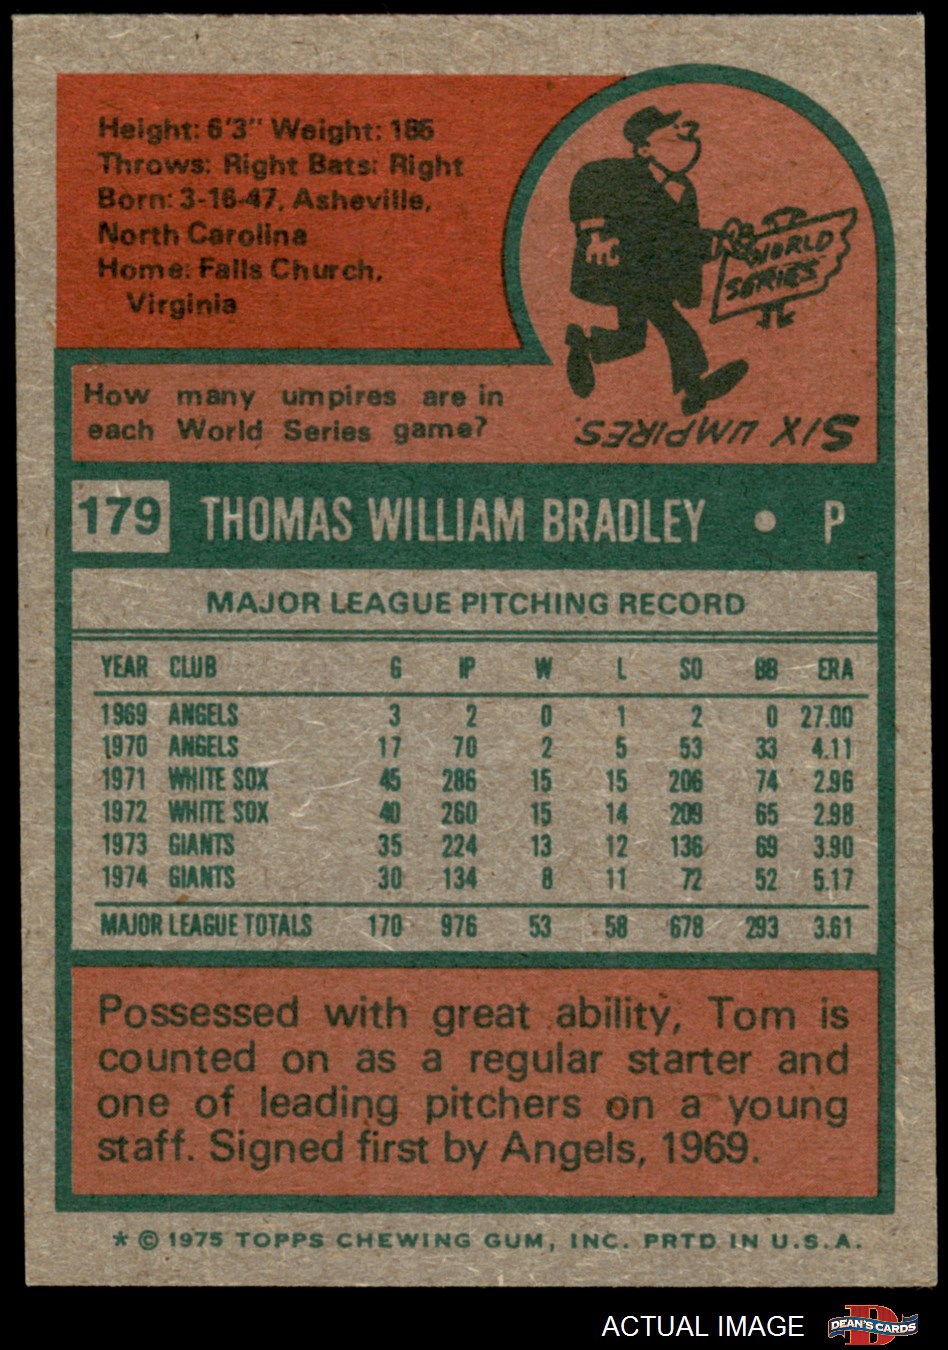 Height: 6'3" Weight: 185
Throws: Right Bats: Right
Born: 3-16-47, Asheville,
North Carolina
Home: Falls Church,
Virginia
WORLD
SERIES
How many umpires are in
each World Series game?
SIX UMPIRES.
179 THOMAS WILLIAM BRADLEY • P
MAJOR LEAGUE PITCHING RECORD
YEAR CLUB G IP W L SO BB ERA
1969 ANGELS 3 2 0 1 2 0 27.00
1970 ANGELS 17 70 2 5 53 33 4.11
1971 WHITE SOX 45 286 15 15 206 74 2.96
1972 WHITE SOX 40 260 15 14 209 65 2.98
1973 GIANTS 35 224 13 12 136 69 3.90
1974 GIANTS 30 134 8 11 72 52 5.17
MAJOR LEAGUE TOTALS 170 976 53 58 678 293 3.61
Possessed with great ability, Tom is
counted on as a regular starter and
one of leading pitchers on a young
staff. Signed first by Angels, 1969.
* © 1975 TOPPS CHEWING GUM, INC. PRTD. IN U.S.A.
ACTUAL IMAGE
D
DEAN'S CARDS